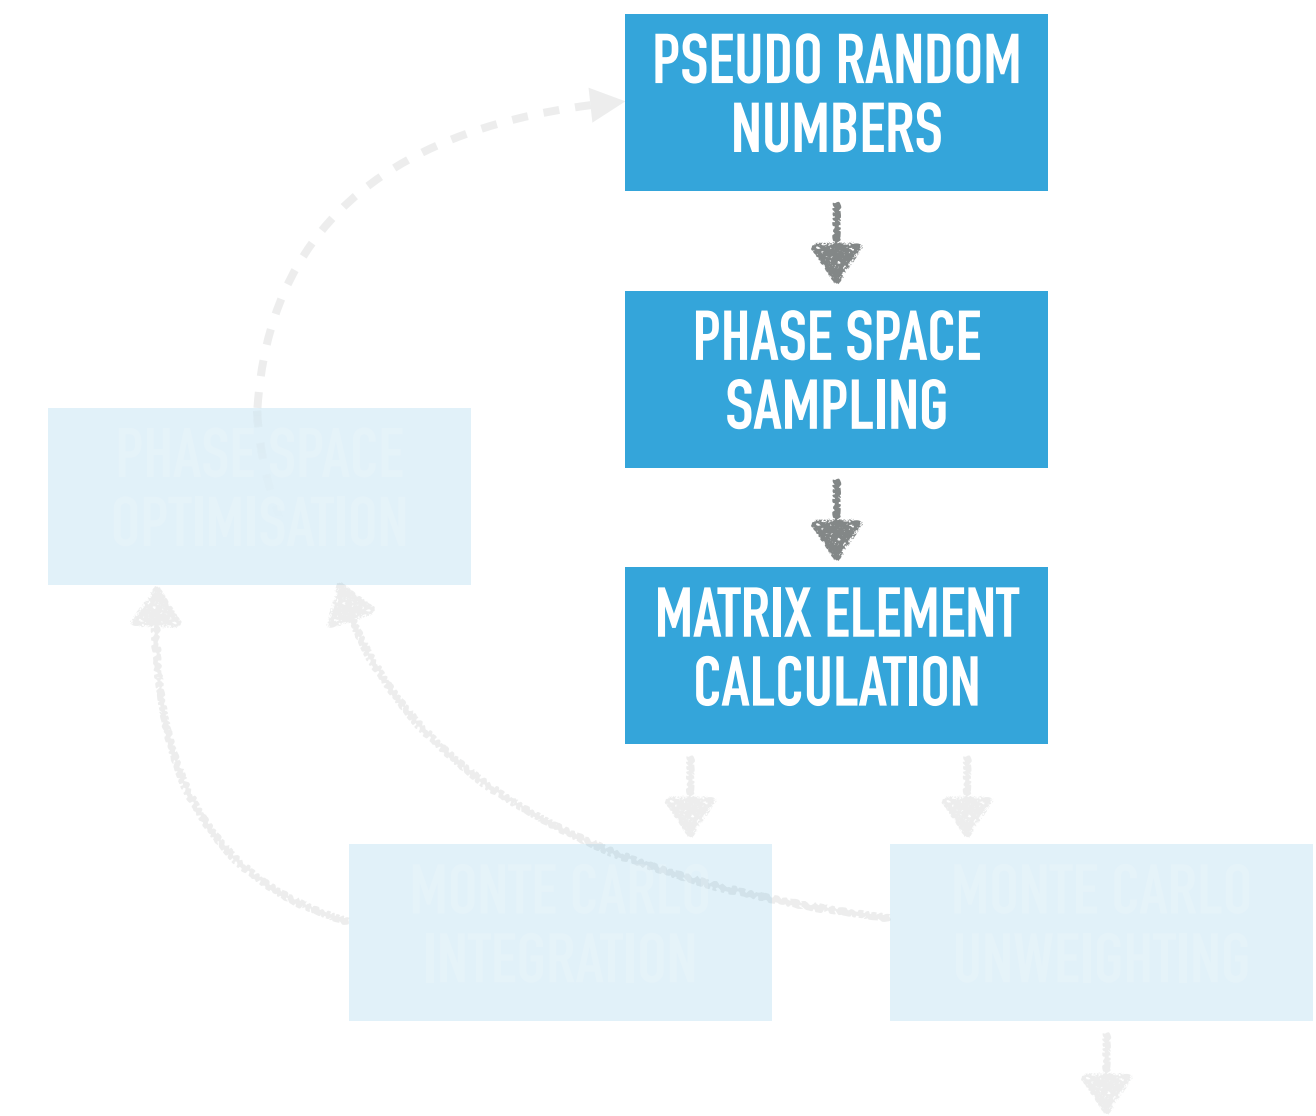 PSEUDO RANDOM
NUMBERS
PHASE SPACE
SAMPLING
PHASE SPACE
OPTIMISATION
MATRIX ELEMENT
CALCULATION
MONTE CARLO
INTEGRATION
MONTE CARLO
UNWEIGHTING